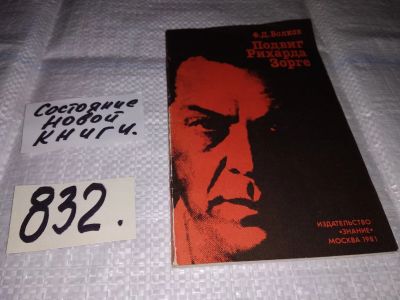 Состояние
новой
книги.
832.
Ф.Д. Волков
Подвиг
Рихарда
Зорге
ИЗДАТЕЛЬСТВО
«ЗНАНИЕ»
МОСКВА 1981